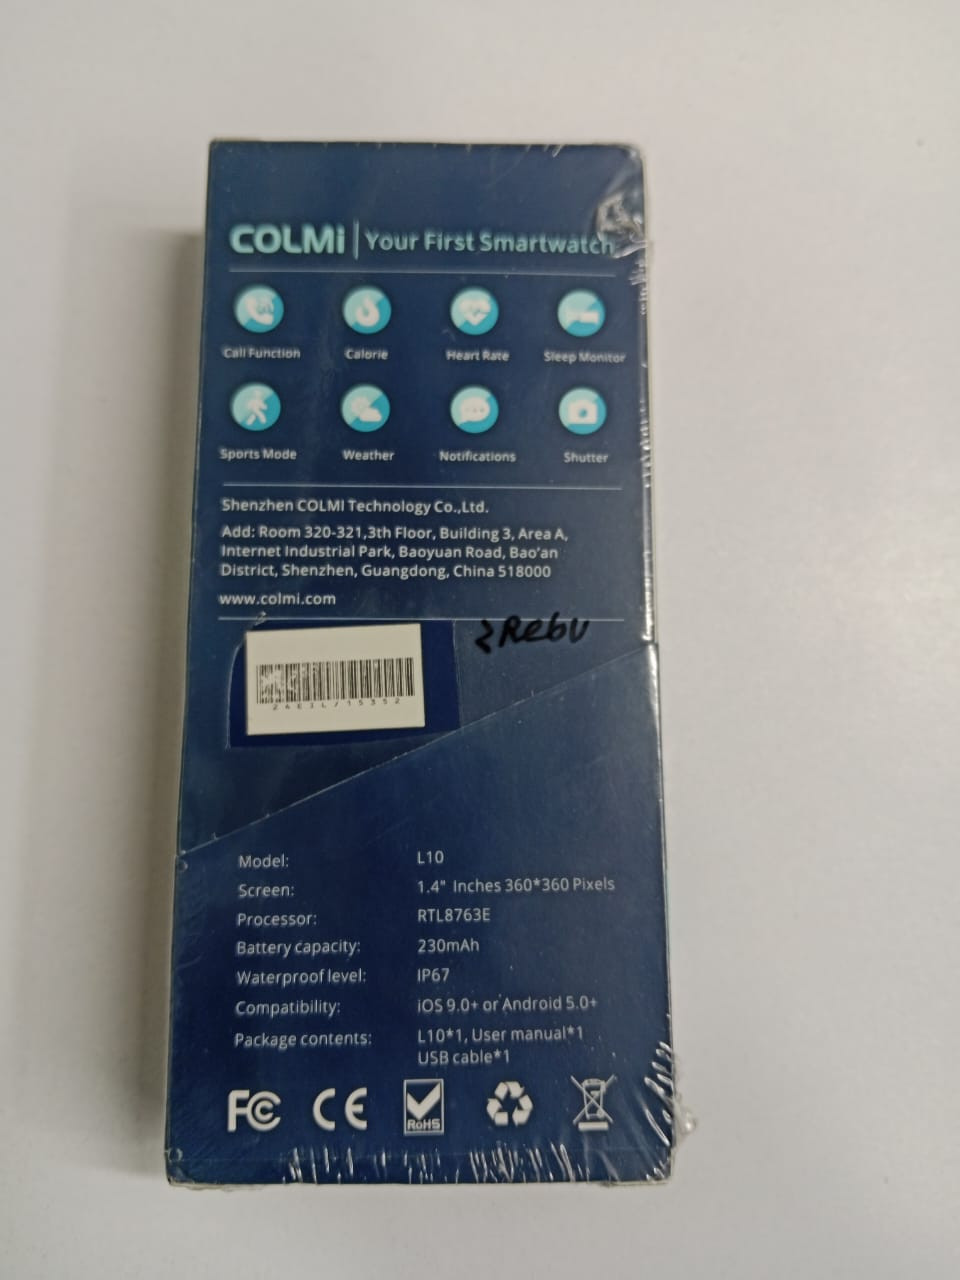 COLMi | Your First Smartwatch
Call Function Calorie Heart Rate Sleep Monitor
Sports Mode Weather Notifications Shutter
Shenzhen COLMI Technology Co.,Ltd.
Add: Room 320-321,3th Floor, Building 3, Area A,
Internet Industrial Park, Baoyuan Road, Bao'an
District, Shenzhen, Guangdong, China 518000
www.colmi.com
Model: L10
Screen: 1.4" Inches 360*360 Pixels
Processor: RTL8763E
Battery capacity: 230mAh
Waterproof level: IP67
Compatibility: iOS 9.0+ or Android 5.0+
Package contents: L10*1, User manual*1
USB cable*1
FC CE RoHS